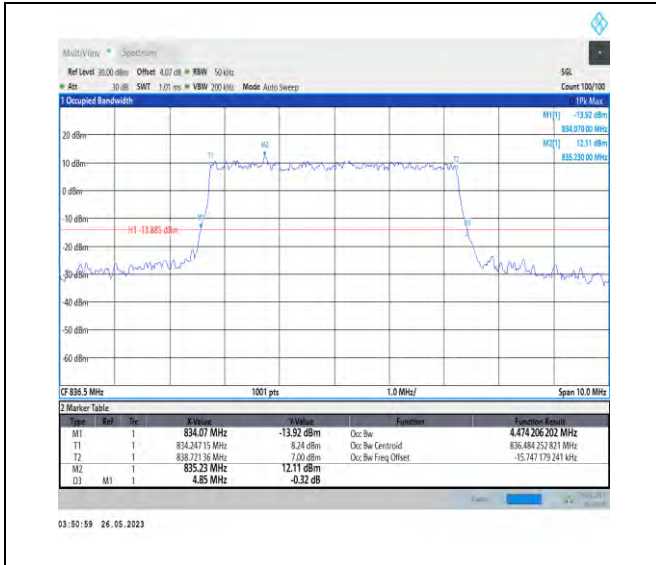 MultiView Spectrum
Ref Level 30.00 dBm Offset 4.07 dB RBW 50 kHz SGL
Att 30 dB SWT 1.01 ms VBW 200 kHz Mode Auto Sweep Count 100/100
1 Occupied Bandwidth 1Pk Max
M1[1] -13.92 dBm
834.07000 MHz
20 dBm M2[1] 12.11 dBm
M2
835.23000 MHz
T1 T2
10 dBm
0 dBm
-10 dBm
M1 D3
H1 -13.885 dBm
-20 dBm
-30 dBm
-40 dBm
-50 dBm
-60 dBm
CF 836.5 MHz 1001 pts 1.0 MHz/ Span 10.0 MHz
2 Marker Table
Type Ref Trc X-Value Y-Value Function Function Result
M1 1 834.07 MHz -13.92 dBm Occ Bw 4.474 206 202 MHz
T1 1 834.247 15 MHz 8.24 dBm Occ Bw Centroid 836.484 252 821 MHz
T2 1 838.721 36 MHz 7.00 dBm Occ Bw Freq Offset -15.747 179 241 kHz
M2 1 835.23 MHz 12.11 dBm
D3 M1 1 4.85 MHz -0.32 dB
03:50:59 26.05.2023